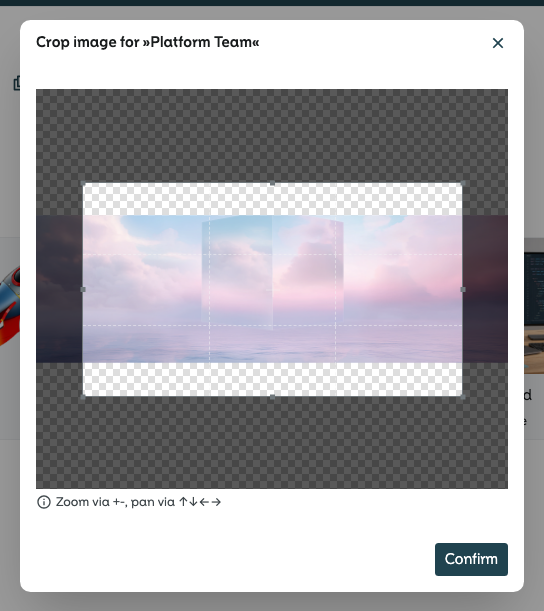 Crop image for »Platform Team«
Zoom via +-, pan via ↑↓←→
Confirm
d
e